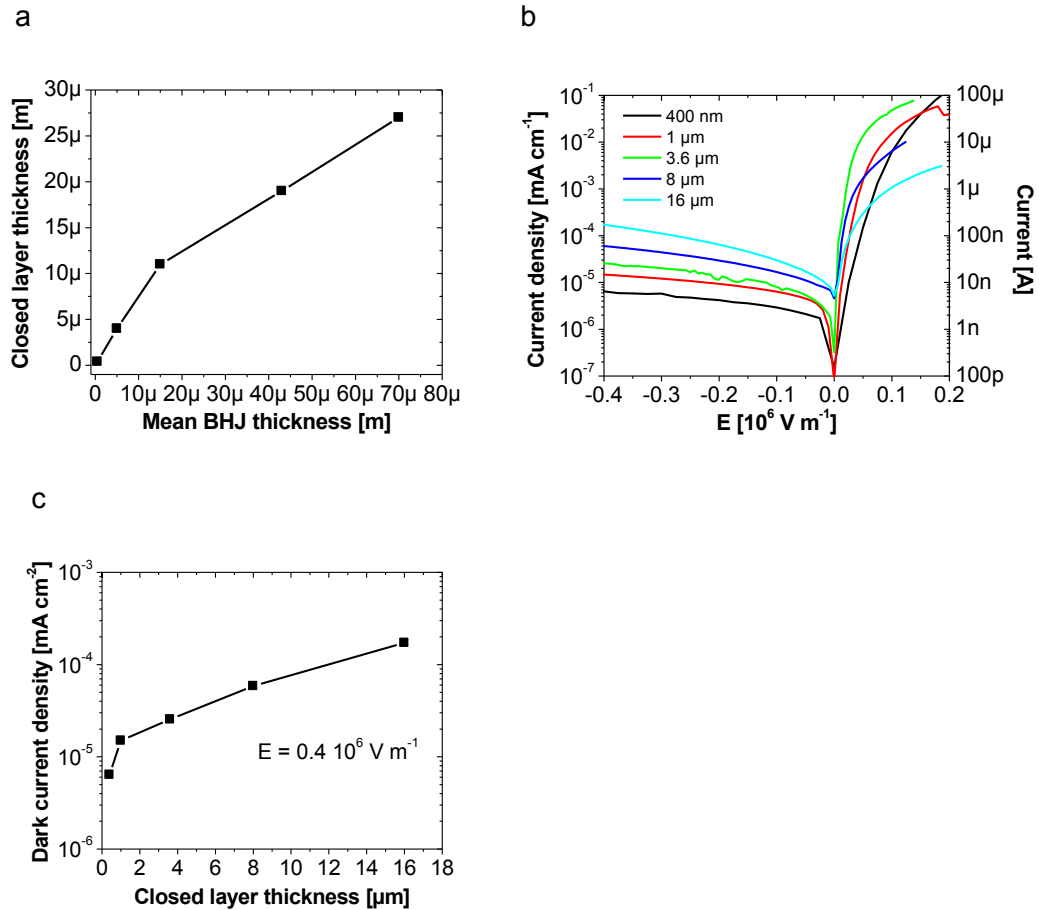 a
30µ
25µ
20µ
15µ
10µ
5µ
0
Closed layer thickness [m]
0 10µ 20µ 30µ 40µ 50µ 60µ 70µ 80µ
Mean BHJ thickness [m]
b
10⁻¹
10⁻²
10⁻³
10⁻⁴
10⁻⁵
10⁻⁶
10⁻⁷
Current density [mA cm⁻¹]
400 nm
1 µm
3.6 µm
8 µm
16 µm
100µ
10µ
1µ
100n
10n
1n
100p
Current [A]
-0.4 -0.3 -0.2 -0.1 0.0 0.1 0.2
E [10⁶ V m⁻¹]
c
10⁻³
10⁻⁴
10⁻⁵
10⁻⁶
Dark current density [mA cm⁻²]
E = 0.4 10⁶ V m⁻¹
0 2 4 6 8 10 12 14 16 18
Closed layer thickness [µm]